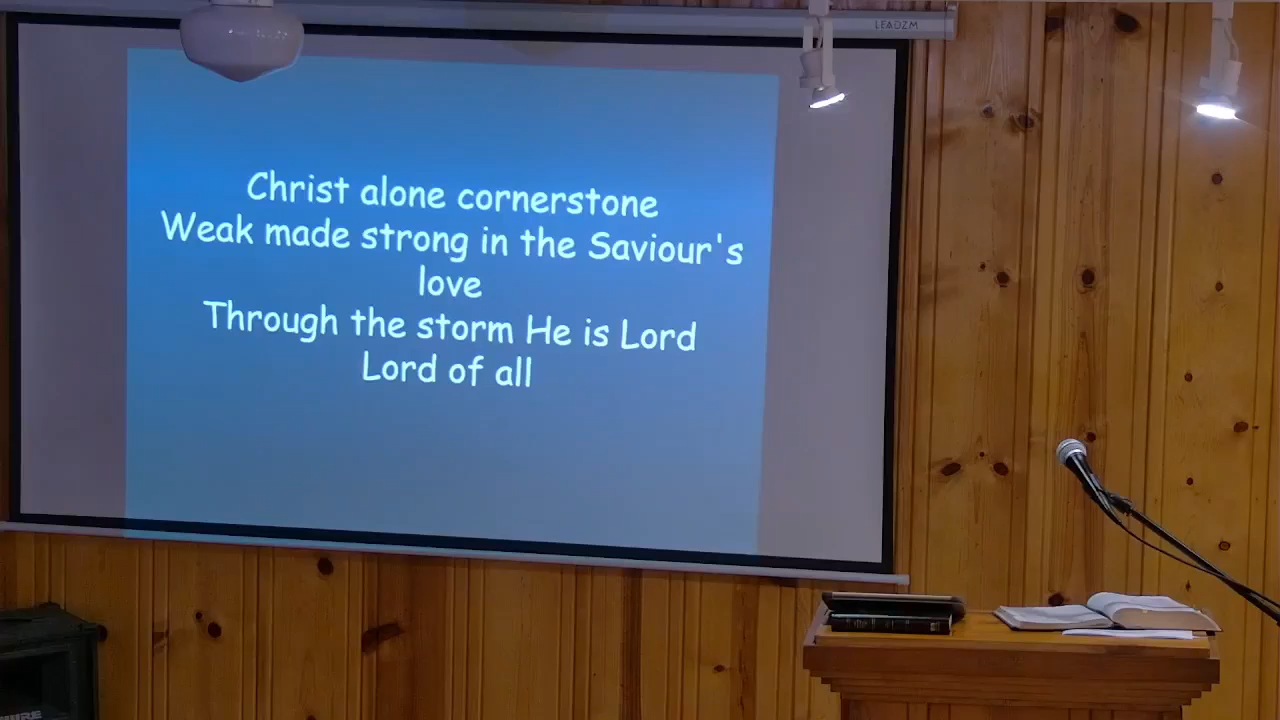 LEADZM
Christ alone cornerstone
Weak made strong in the Saviour's
love
Through the storm He is Lord
Lord of all